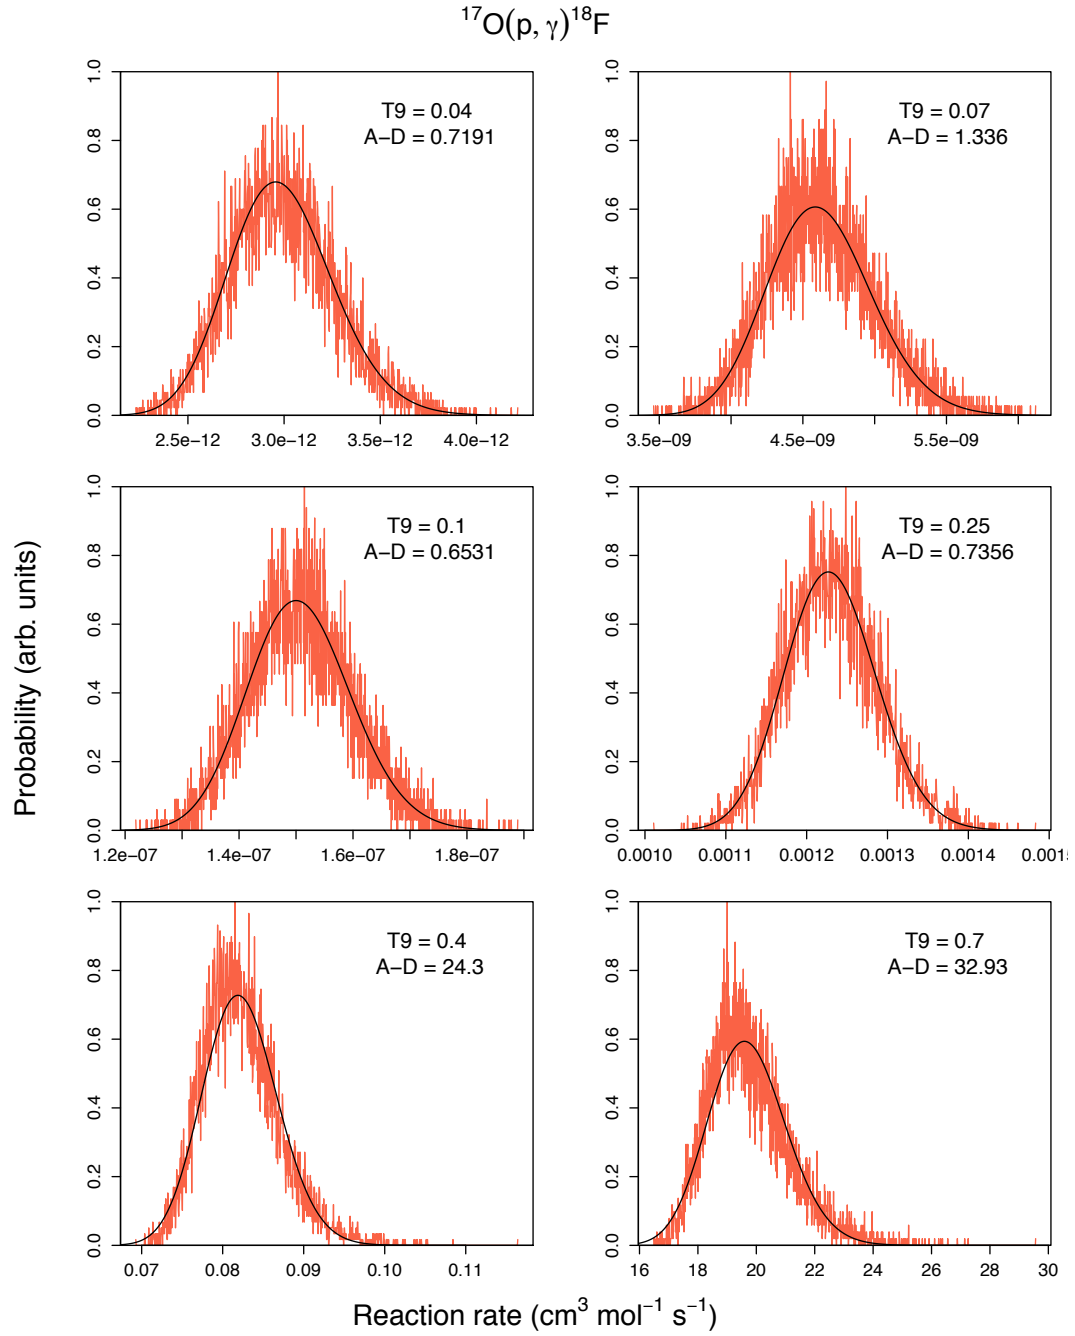 ¹⁷O(p, γ)¹⁸F
Probability (arb. units)
T9 = 0.04
A−D = 0.7191
0.0 0.2 0.4 0.6 0.8 1.0
2.5e−12 3.0e−12 3.5e−12 4.0e−12
T9 = 0.07
A−D = 1.336
0.0 0.2 0.4 0.6 0.8 1.0
3.5e−09 4.5e−09 5.5e−09
T9 = 0.1
A−D = 0.6531
0.0 0.2 0.4 0.6 0.8 1.0
1.2e−07 1.4e−07 1.6e−07 1.8e−07
T9 = 0.25
A−D = 0.7356
0.0 0.2 0.4 0.6 0.8 1.0
0.0010 0.0011 0.0012 0.0013 0.0014 0.0015
T9 = 0.4
A−D = 24.3
0.0 0.2 0.4 0.6 0.8 1.0
0.07 0.08 0.09 0.10 0.11
T9 = 0.7
A−D = 32.93
0.0 0.2 0.4 0.6 0.8 1.0
16 18 20 22 24 26 28 30
Reaction rate (cm³ mol⁻¹ s⁻¹)